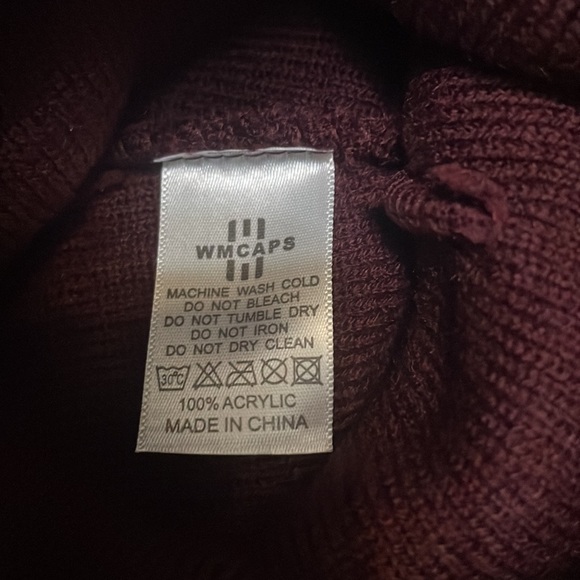 WMCAPS
MACHINE WASH COLD
DO NOT BLEACH
DO NOT TUMBLE DRY
DO NOT IRON
DO NOT DRY CLEAN
30°C
100% ACRYLIC
MADE IN CHINA